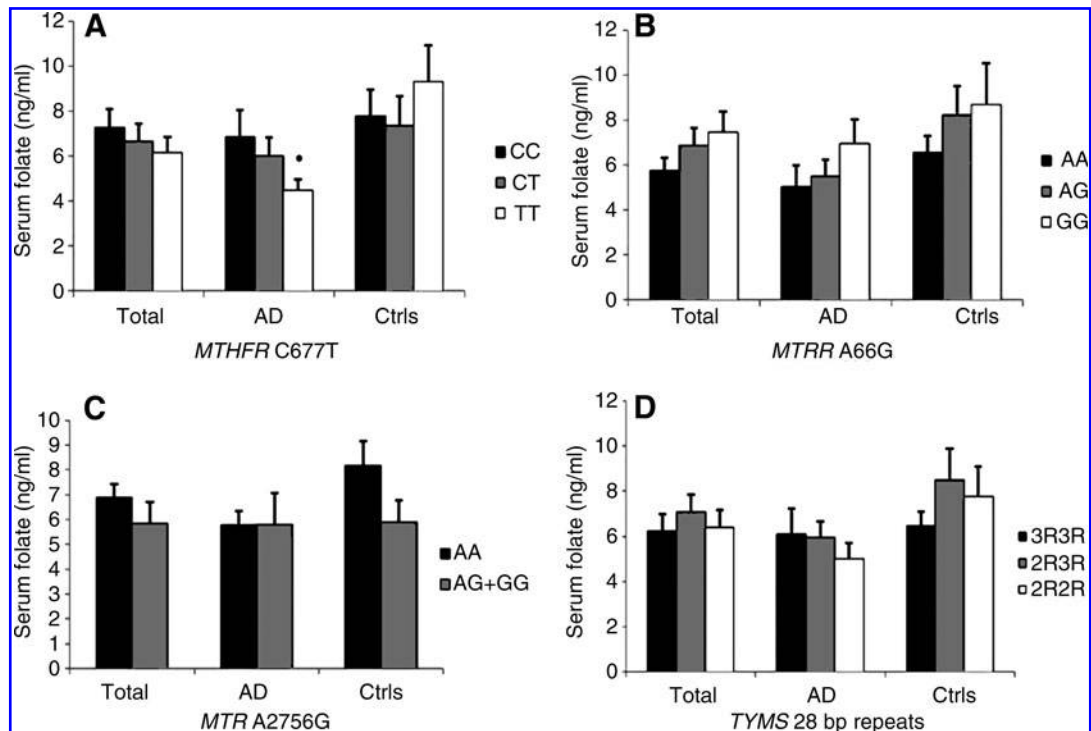 A
Serum folate (ng/ml)
12
10
8
6
4
2
0
•
CC
CT
TT
Total AD Ctrls
MTHFR C677T
B
Serum folate (ng/ml)
12
10
8
6
4
2
0
AA
AG
GG
Total AD Ctrls
MTRR A66G
C
Serum folate (ng/ml)
10
9
8
7
6
5
4
3
2
1
0
AA
AG+GG
Total AD Ctrls
MTR A2756G
D
Serum folate (ng/ml)
12
10
8
6
4
2
0
3R3R
2R3R
2R2R
Total AD Ctrls
TYMS 28 bp repeats